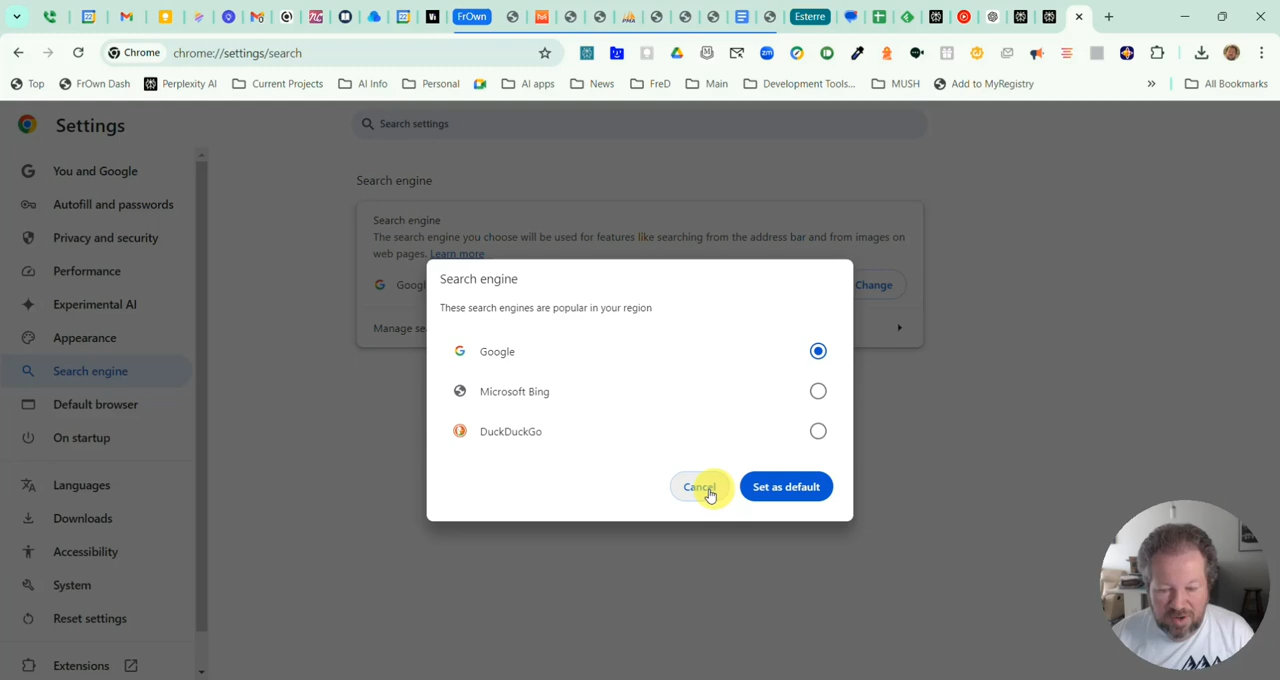 FrOwn
Esterre
Chrome
chrome://settings/search
Top
FrOwn Dash
Perplexity AI
Current Projects
AI Info
Personal
AI apps
News
FreD
Main
Development Tools...
MUSH
Add to MyRegistry
»
All Bookmarks
Settings
Search settings
You and Google
Autofill and passwords
Privacy and security
Performance
Experimental AI
Appearance
Search engine
Default browser
On startup
Languages
Downloads
Accessibility
System
Reset settings
Extensions
Search engine
Search engine
The search engine you choose will be used for features like searching from the address bar and from images on
web pages. Learn more
Googl
Change
Manage se
Search engine
These search engines are popular in your region
Google
Microsoft Bing
DuckDuckGo
Cancel
Set as default